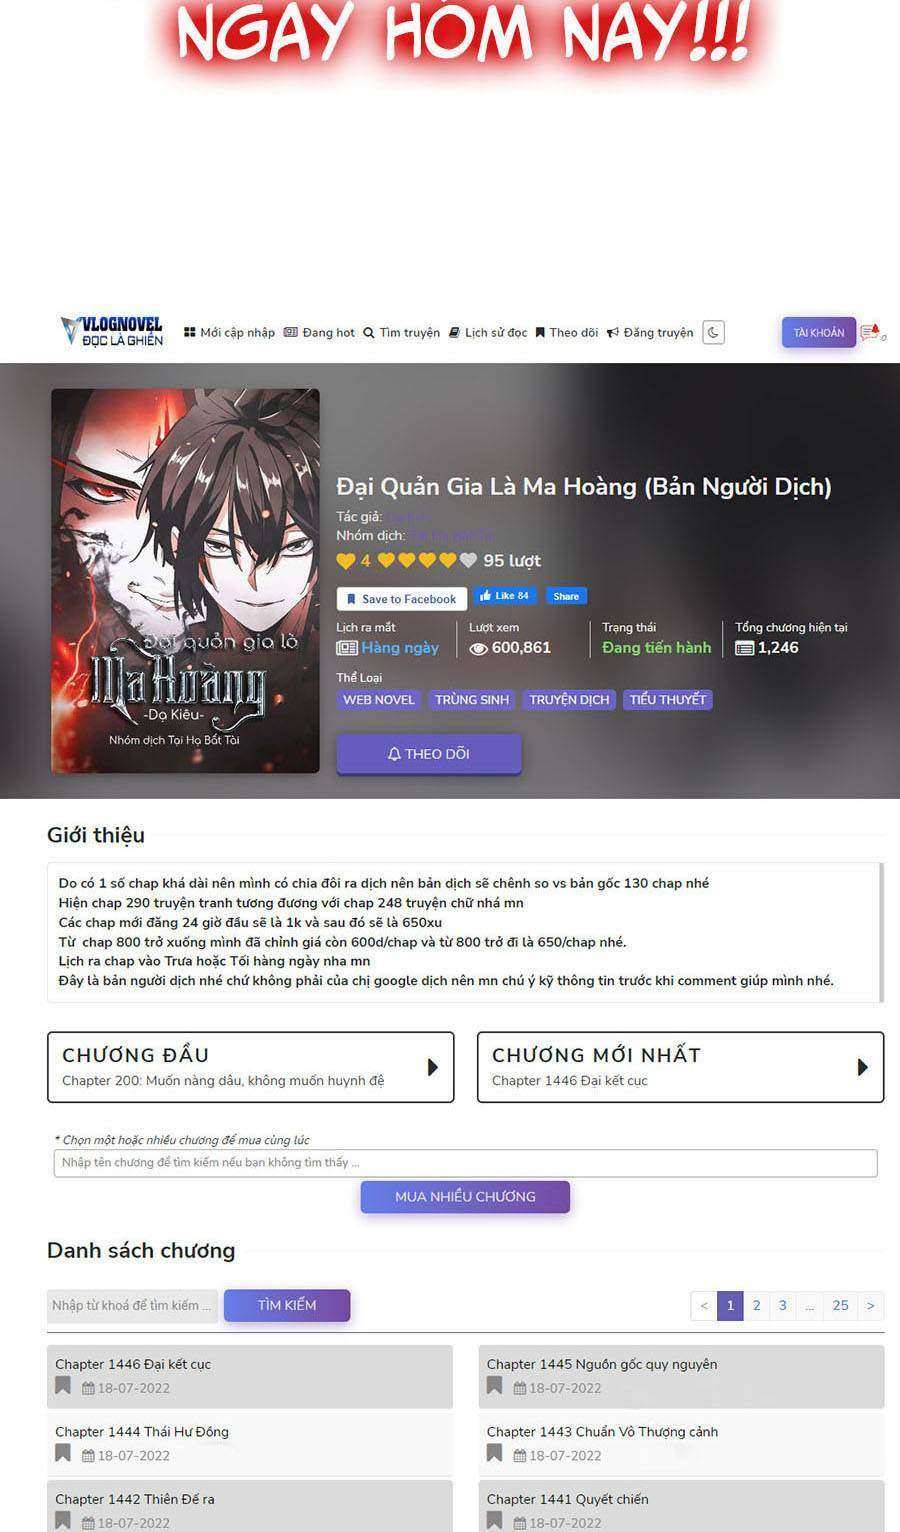 NGAY HÔM NAY!!!
VLOGNOVEL
ĐỌC LÀ GHIỀN
Mới cập nhập
Đang hot
Tìm truyện
Lịch sử đọc
Theo dõi
Đăng truyện
TÀI KHOẢN
0
Đại quản gia là
Ma Hoàng
-Dạ Kiêu-
Nhóm dịch Tại Hạ Bất Tài
Đại Quản Gia Là Ma Hoàng (Bản Người Dịch)
Tác giả: Dạ Kiêu
Nhóm dịch: Tại Hạ Bất Tài
4 95 lượt
Save to Facebook Like 84 Share
Lịch ra mắt Lượt xem Trạng thái Tổng chương hiện tại
Hàng ngày 600,861 Đang tiến hành 1,246
Thể Loại
WEB NOVEL TRÙNG SINH TRUYỆN DỊCH TIỂU THUYẾT
THEO DÕI
Giới thiệu
Do có 1 số chap khá dài nên mình có chia đôi ra dịch nên bản dịch sẽ chênh so vs bản gốc 130 chap nhé
Hiện chap 290 truyện tranh tương đương với chap 248 truyện chữ nhá mn
Các chap mới đăng 24 giờ đầu sẽ là 1k và sau đó sẽ là 650xu
Từ chap 800 trở xuống mình đã chỉnh giá còn 600d/chap và từ 800 trở đi là 650/chap nhé.
Lịch ra chap vào Trưa hoặc Tối hàng ngày nha mn
Đây là bản người dịch nhé chứ không phải của chị google dịch nên mn chú ý kỹ thông tin trước khi comment giúp mình nhé.
CHƯƠNG ĐẦU
Chapter 200: Muốn nàng dâu, không muốn huynh đệ
CHƯƠNG MỚI NHẤT
Chapter 1446 Đại kết cục
* Chọn một hoặc nhiều chương để mua cùng lúc
Nhập tên chương để tìm kiếm nếu bạn không tìm thấy ...
MUA NHIỀU CHƯƠNG
Danh sách chương
Nhập từ khoá để tìm kiếm ... TÌM KIẾM < 1 2 3 ... 25 >
Chapter 1446 Đại kết cục
18-07-2022
Chapter 1445 Nguồn gốc quy nguyên
18-07-2022
Chapter 1444 Thái Hư Đồng
18-07-2022
Chapter 1443 Chuẩn Vô Thượng cảnh
18-07-2022
Chapter 1442 Thiên Đế ra
18-07-2022
Chapter 1441 Quyết chiến
18-07-2022